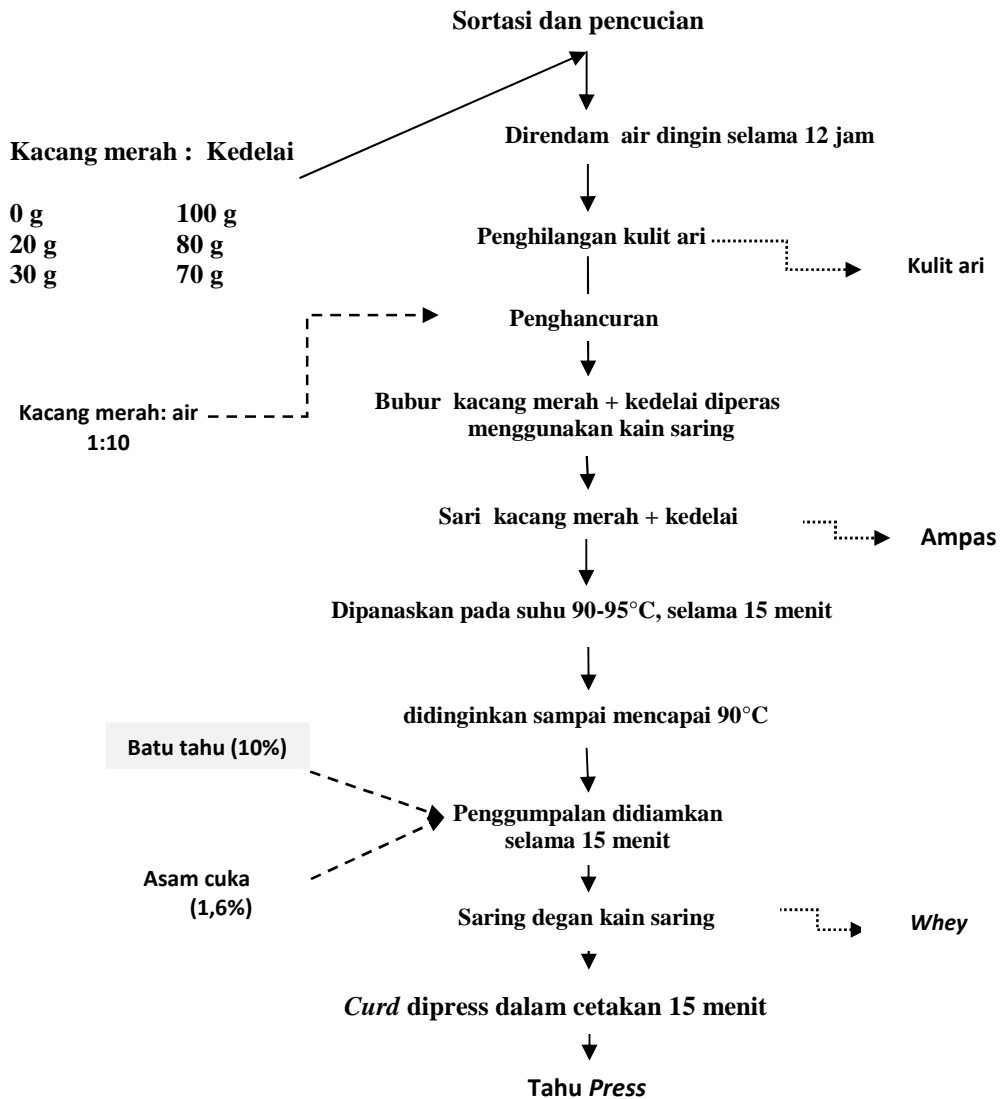 Sortasi dan pencucian
Direndam air dingin selama 12 jam
Kacang merah : Kedelai
0 g 100 g
20 g 80 g
30 g 70 g
Penghilangan kulit ari
Kulit ari
Penghancuran
Kacang merah: air
1:10
Bubur kacang merah + kedelai diperas
menggunakan kain saring
Sari kacang merah + kedelai
Ampas
Dipanaskan pada suhu 90-95°C, selama 15 menit
didinginkan sampai mencapai 90°C
Batu tahu (10%)
Penggumpalan didiamkan
selama 15 menit
Asam cuka
(1,6%)
Saring degan kain saring
Whey
Curd dipress dalam cetakan 15 menit
Tahu Press